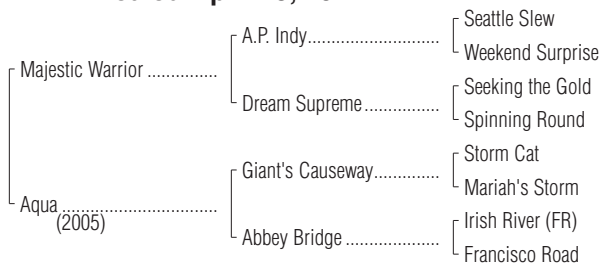 Seattle Slew
A.P. Indy
Weekend Surprise
Majestic Warrior
Seeking the Gold
Dream Supreme
Spinning Round
Storm Cat
Giant's Causeway
Mariah's Storm
Aqua
(2005)
Irish River (FR)
Abbey Bridge
Francisco Road